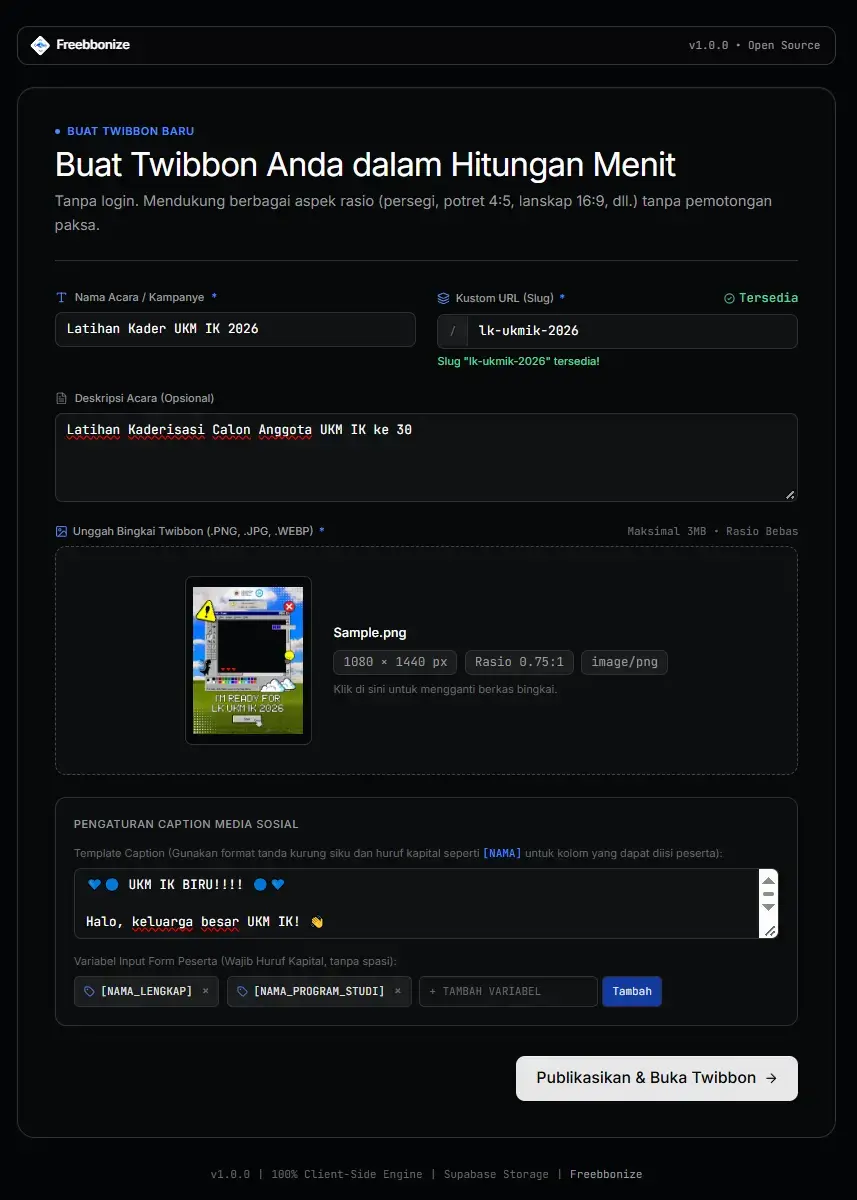 Freebbonize
v1.0.0 • Open Source
BUAT TWIBBON BARU
Buat Twibbon Anda dalam Hitungan Menit
Tanpa login. Mendukung berbagai aspek rasio (persegi, potret 4:5, lanskap 16:9, dll.) tanpa pemotongan
paksa.
Nama Acara / Kampanye *
Latihan Kader UKM IK 2026
Kustom URL (Slug) *
Tersedia
/ lk-ukmik-2026
Slug "lk-ukmik-2026" tersedia!
Deskripsi Acara (Opsional)
Latihan Kaderisasi Calon Anggota UKM IK ke 30
Unggah Bingkai Twibbon (.PNG, .JPG, .WEBP) *
Maksimal 3MB • Rasio Bebas
I'M READY FOR
LK UKM IK 2026
Sample.png
1080 × 1440 px
Rasio 0.75:1
image/png
Klik di sini untuk mengganti berkas bingkai.
PENGATURAN CAPTION MEDIA SOSIAL
Template Caption (Gunakan format tanda kurung siku dan huruf kapital seperti [NAMA] untuk kolom yang dapat diisi peserta):
💙🔵 UKM IK BIRU!!!! 🔵💙
Halo, keluarga besar UKM IK! 👋
Variabel Input Form Peserta (Wajib Huruf Kapital, tanpa spasi):
[NAMA_LENGKAP] ×
[NAMA_PROGRAM_STUDI] ×
+ TAMBAH VARIABEL
Tambah
Publikasikan & Buka Twibbon →
v1.0.0 | 100% Client-Side Engine | Supabase Storage | Freebbonize